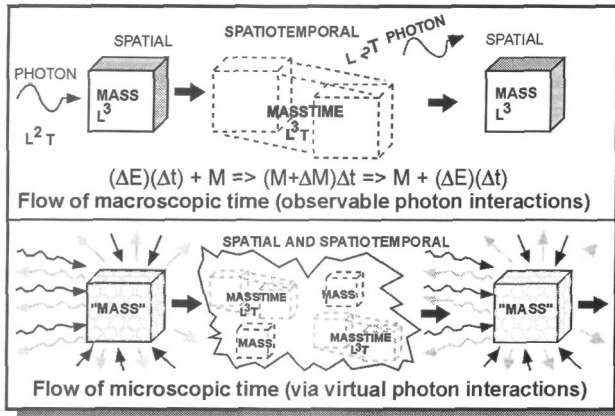 SPATIAL
SPATIOTEMPORAL
L2T PHOTON
SPATIAL
PHOTON
L2T
MASS
L3
MASSTIME
L3T
MASS
L3
(ΔE)(Δt) + M => (M+ΔM)Δt => M + (ΔE)(Δt)
Flow of macroscopic time (observable photon interactions)
SPATIAL AND SPATIOTEMPORAL
"MASS"
MASSTIME
L3T
MASS
MASS
MASSTIME
L3T
"MASS"
Flow of microscopic time (via virtual photon interactions)